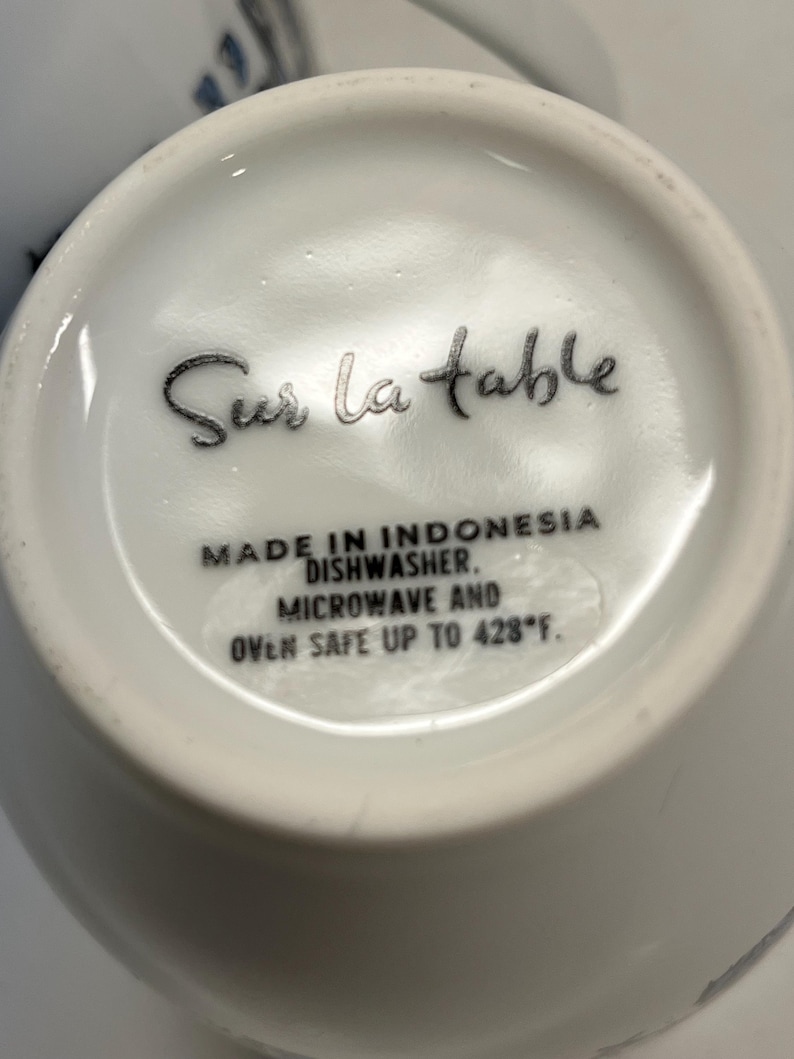 Sur la table
MADE IN INDONESIA
DISHWASHER,
MICROWAVE AND
OVEN SAFE UP TO 428°F.